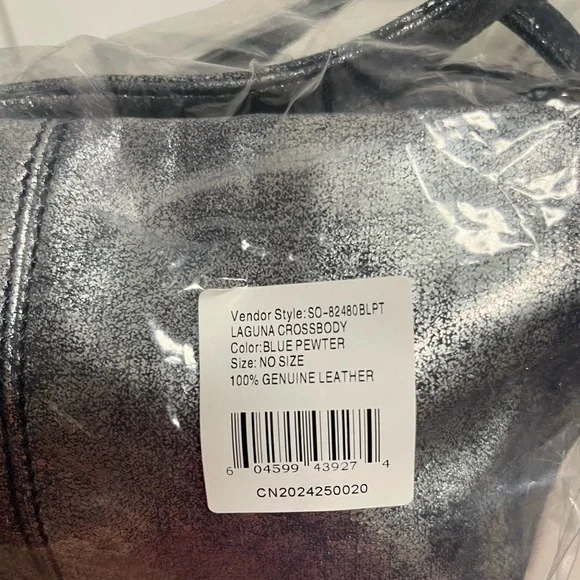 Vendor Style: SO-82480BLPT
LAGUNA CROSSBODY
Color: BLUE PEWTER
Size: NO SIZE
100% GENUINE LEATHER
6 04599 43927 4
CN2024250020